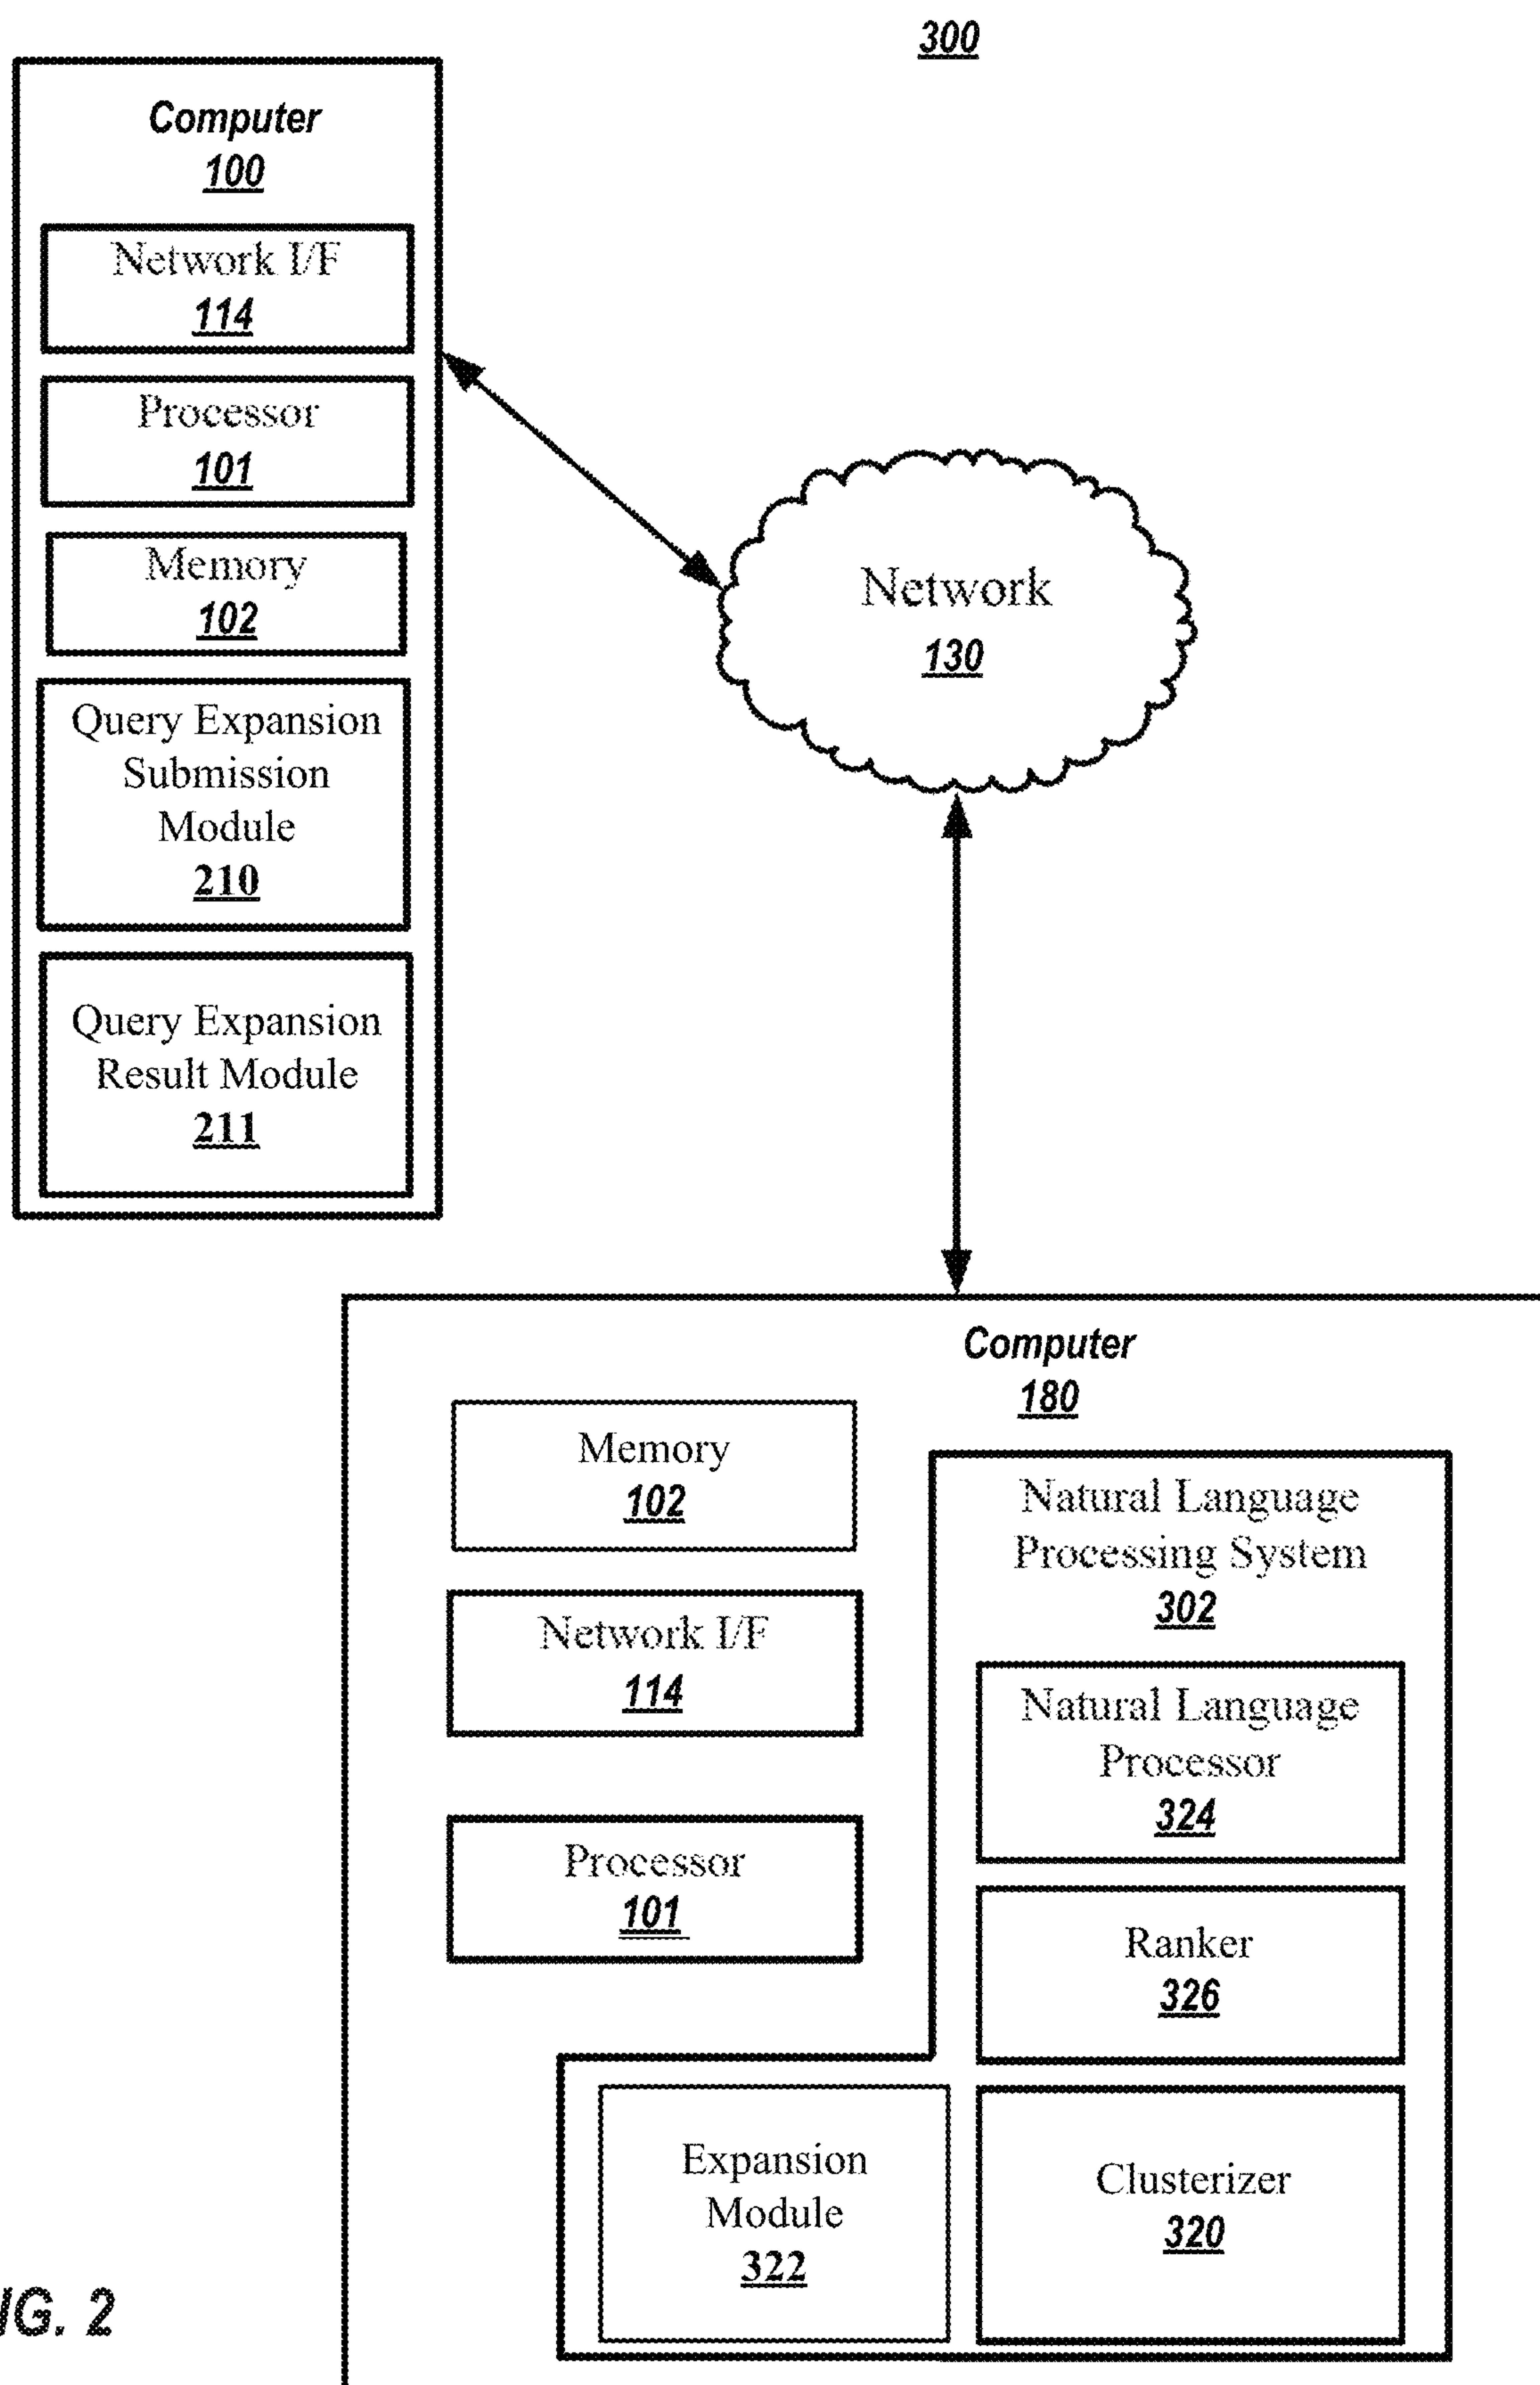 300
Computer
100
Network I/F
114
Processor
101
Memory
102
Query Expansion
Submission
Module
210
Query Expansion
Result Module
211
Network
130
Computer
180
Memory
102
Network I/F
114
Processor
101
Natural Language
Processing System
302
Natural Language
Processor
324
Ranker
326
Expansion
Module
322
Clusterizer
320
IG. 2